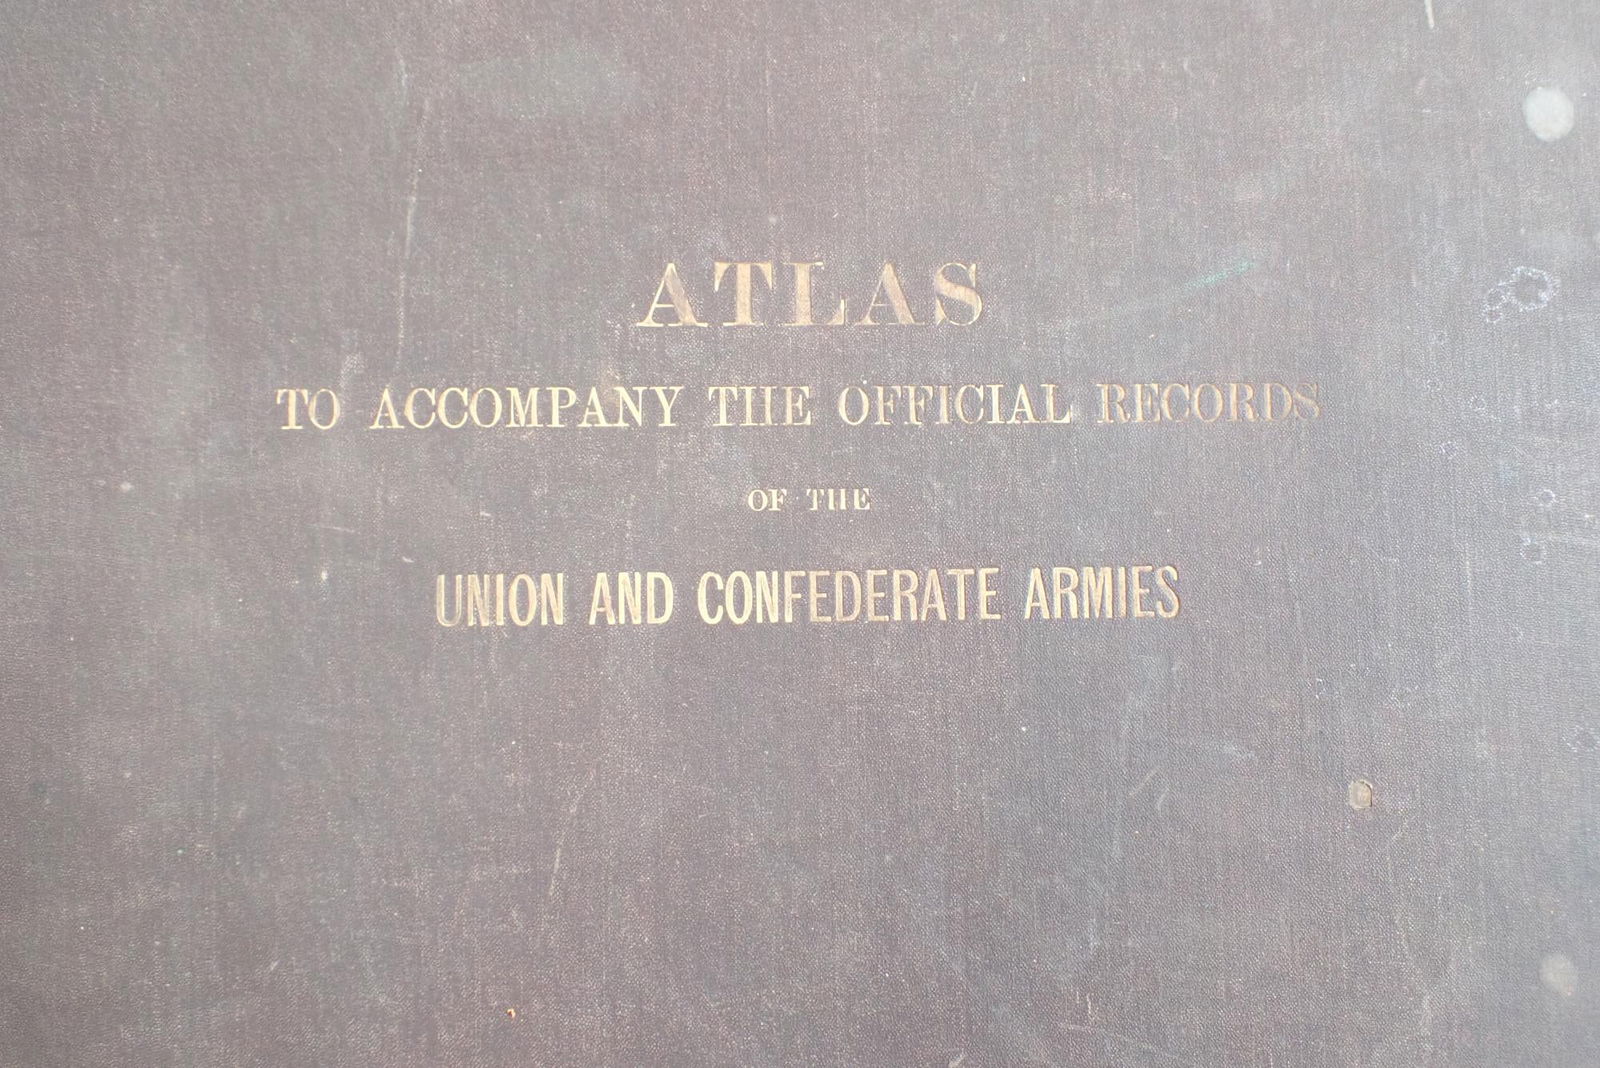 ATLAS
TO ACCOMPANY THE OFFICIAL RECORDS
OF THE
UNION AND CONFEDERATE ARMIES